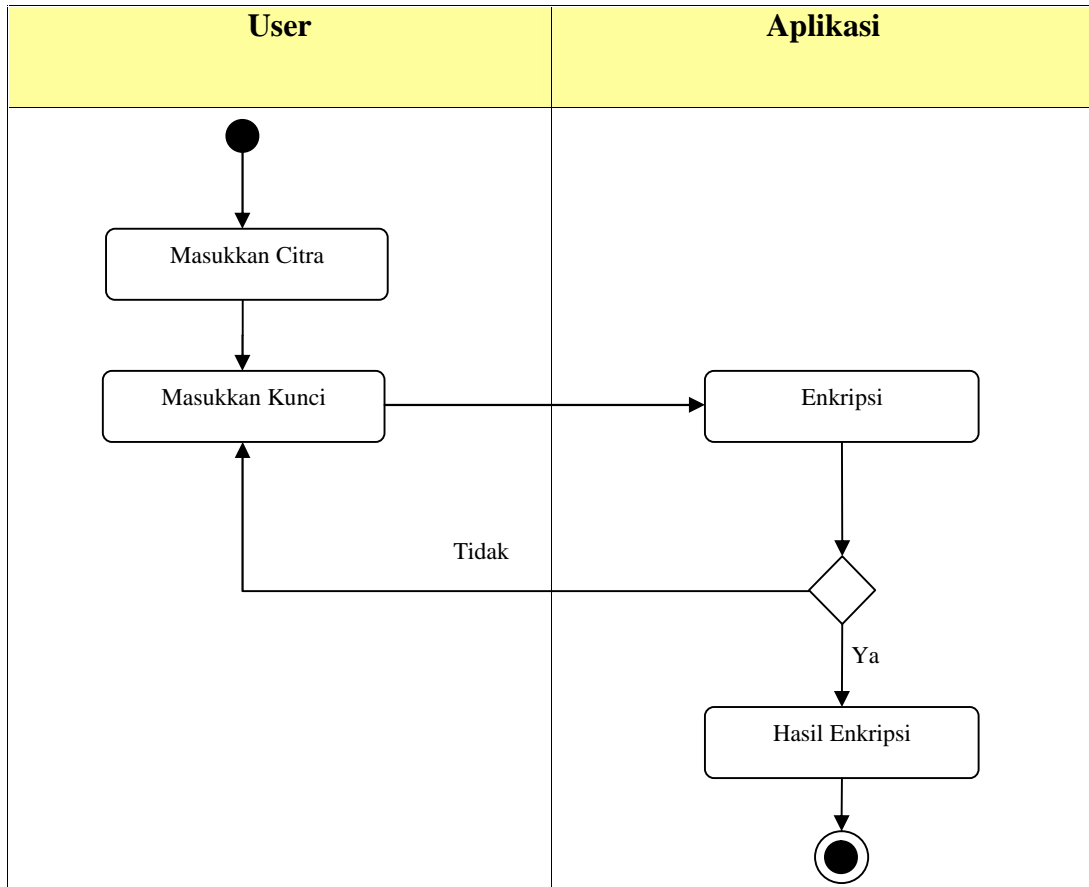 User
Aplikasi
Masukkan Citra
Masukkan Kunci
Enkripsi
Tidak
Ya
Hasil Enkripsi